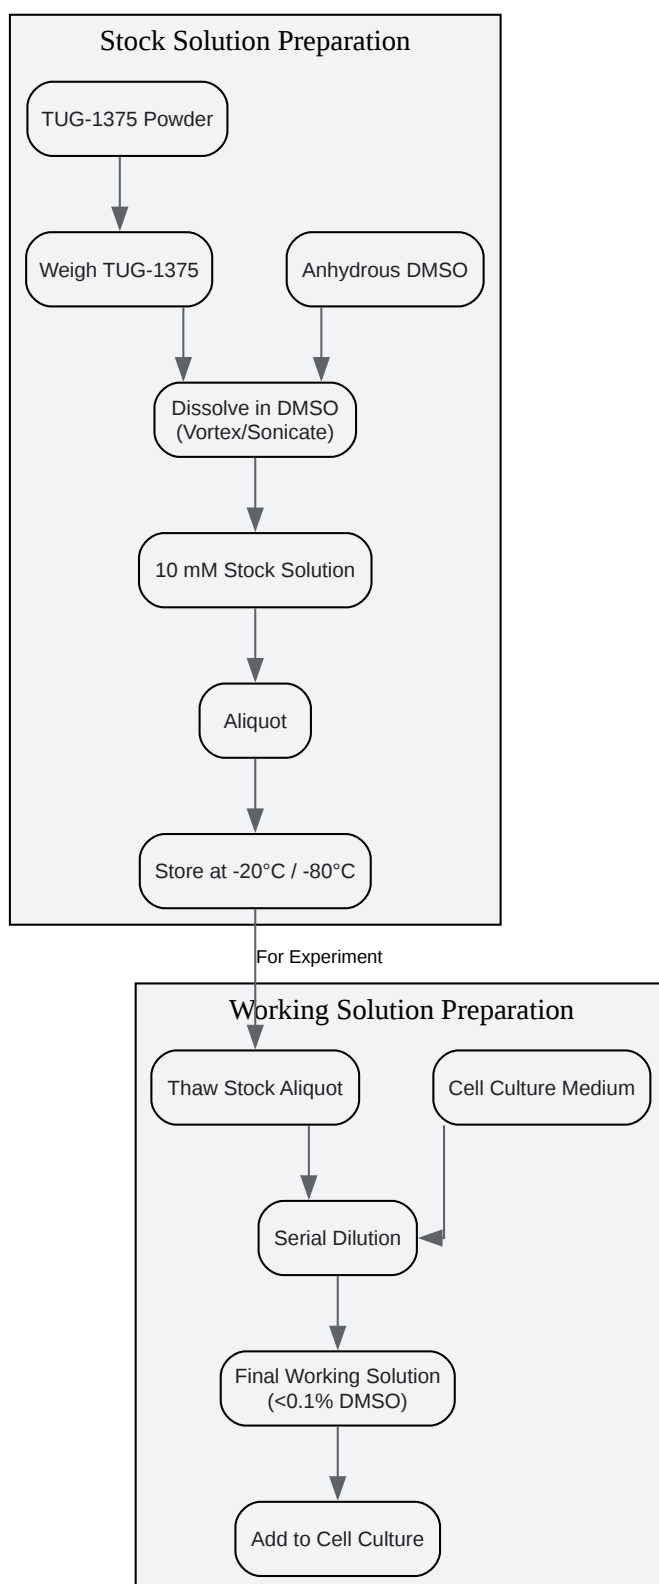 Stock Solution Preparation
TUG-1375 Powder
Weigh TUG-1375
Anhydrous DMSO
Dissolve in DMSO
(Vortex/Sonicate)
10 mM Stock Solution
Aliquot
Store at -20°C / -80°C
For Experiment
Working Solution Preparation
Thaw Stock Aliquot
Cell Culture Medium
Serial Dilution
Final Working Solution
(<0.1% DMSO)
Add to Cell Culture